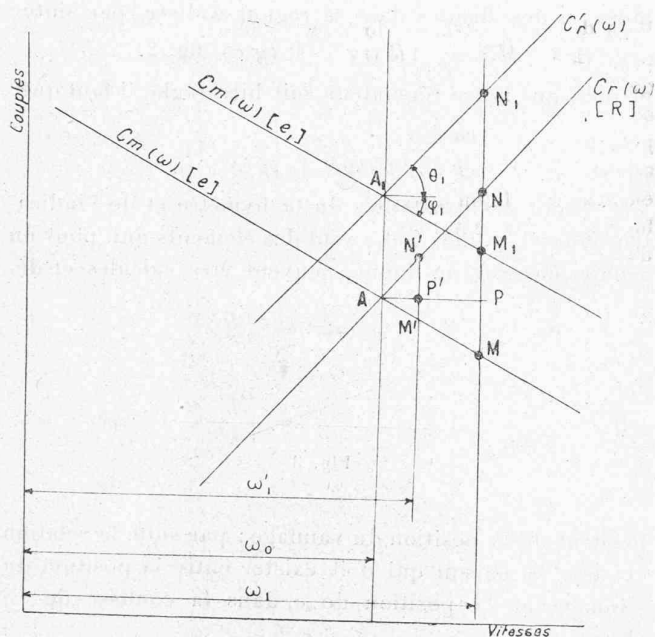 C'r(ω)
Couples
Cr(ω)
[R]
Cm(ω)[e₁]
N₁
Cm(ω)[e]
θ₁
A₁
φ₁
N
N'
M₁
A
P'
P
M'
M
ω'₁
ω₀
ω₁
Vitesses